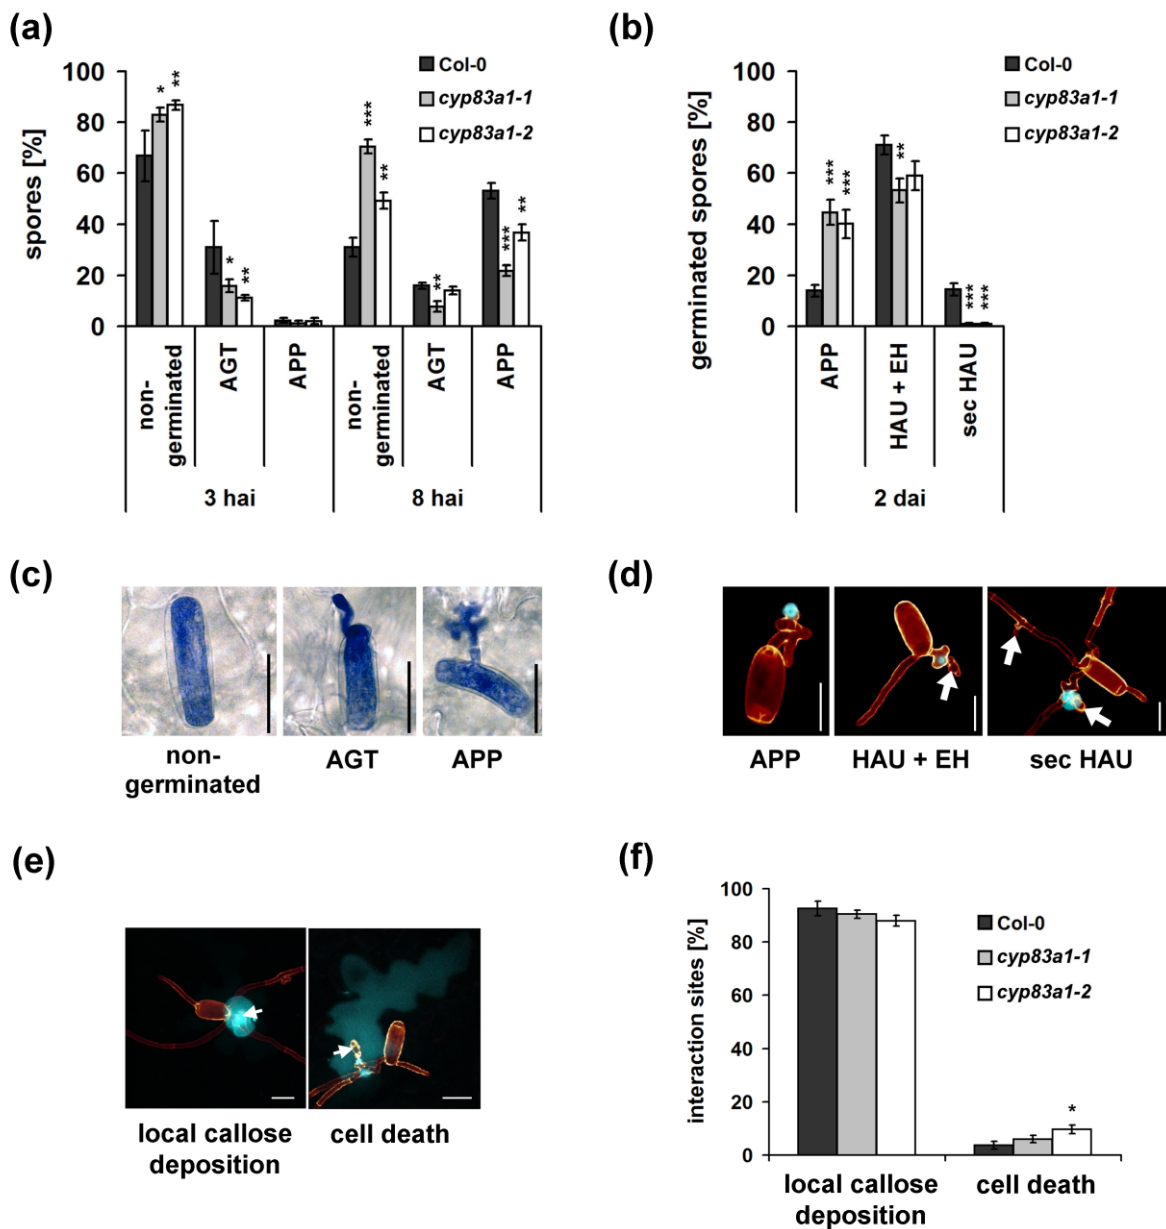 (a)
spores [%]
100
80
60
40
20
0
Col-0
cyp83a1-1
cyp83a1-2
*
**
*
**
***
**
**
***
**
non-
germinated
AGT
APP
non-
germinated
AGT
APP
3 hai
8 hai
(b)
germinated spores [%]
100
80
60
40
20
0
Col-0
cyp83a1-1
cyp83a1-2
***
***
**
***
***
APP
HAU + EH
sec HAU
2 dai
(c)
non-
germinated
AGT
APP
(d)
APP
HAU + EH
sec HAU
(e)
local callose
deposition
cell death
(f)
interaction sites [%]
100
80
60
40
20
0
Col-0
cyp83a1-1
cyp83a1-2
*
local callose
deposition
cell death